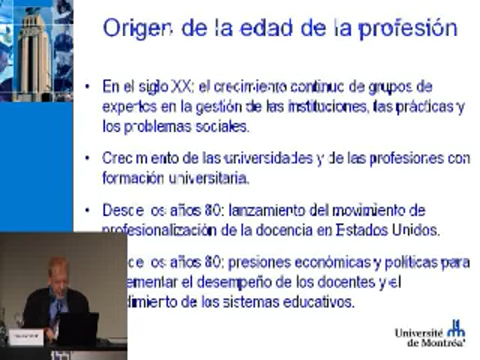 Origen de la edad de la profesión
• En el siglo XX: el crecimiento continuo de grupos de
expertos en la gestión de las instituciones, las prácticas y
los problemas sociales.
• Crecimiento de las universidades y de las profesiones con
formación universitaria.
• Desde los años 80: lanzamiento del movimiento de
profesionalización de la docencia en Estados Unidos.
los años 80: presiones económicas y políticas para
el desempeño de los docentes y el
de los sistemas educativos.
Université
de Montréal